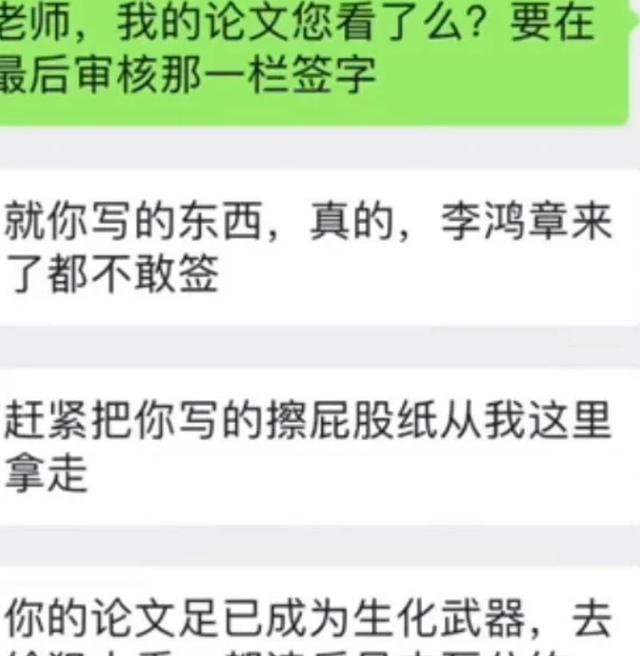 老师，我的论文您看了么？要在
最后审核那一栏签字
就你写的东西，真的，李鸿章来
了都不敢签
赶紧把你写的擦屁股纸从我这里
拿走
你的论文足已成为生化武器，去